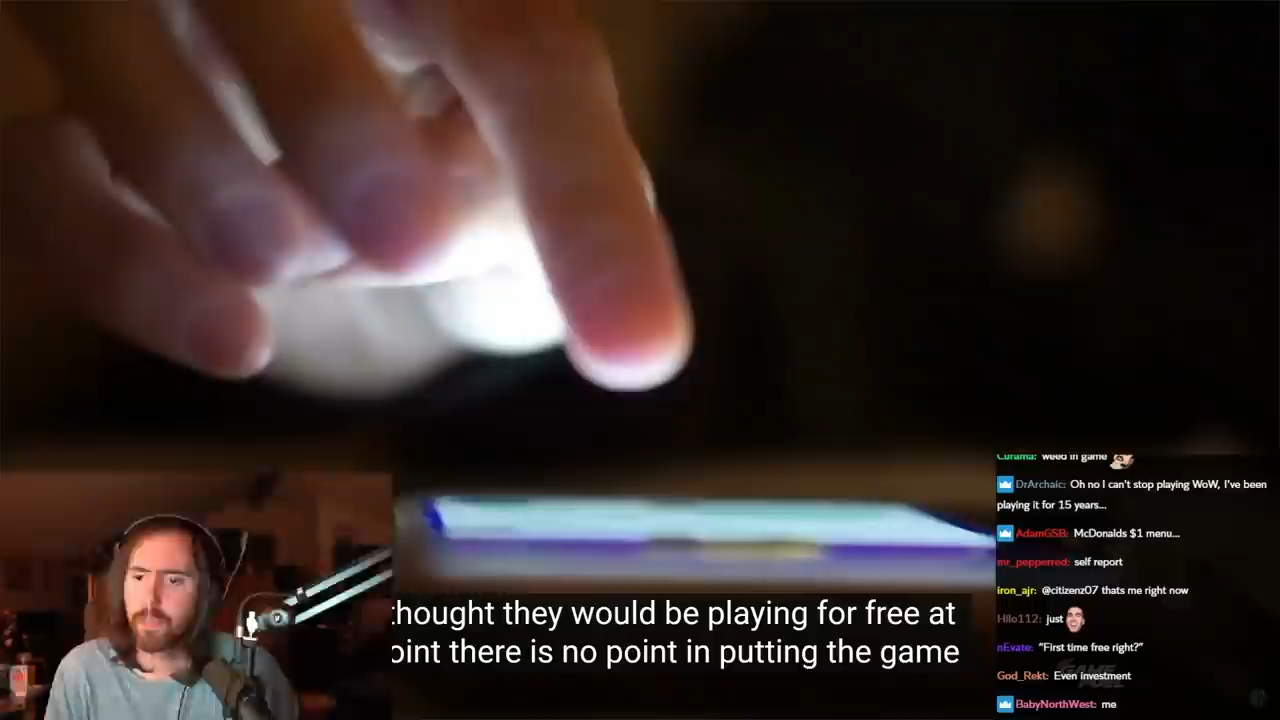 thought they would be playing for free at
oint there is no point in putting the game
Curama: weed in game
DrArchaic: Oh no I can't stop playing WoW, I've been
playing it for 15 years...
AdamGSB: McDonalds $1 menu...
mr_pepperred: self report
iron_ajr: @citizenz07 thats me right now
Hilo112: just
nEvate: “First time free right?”
God_Rekt: Even investment
BabyNorthWest: me